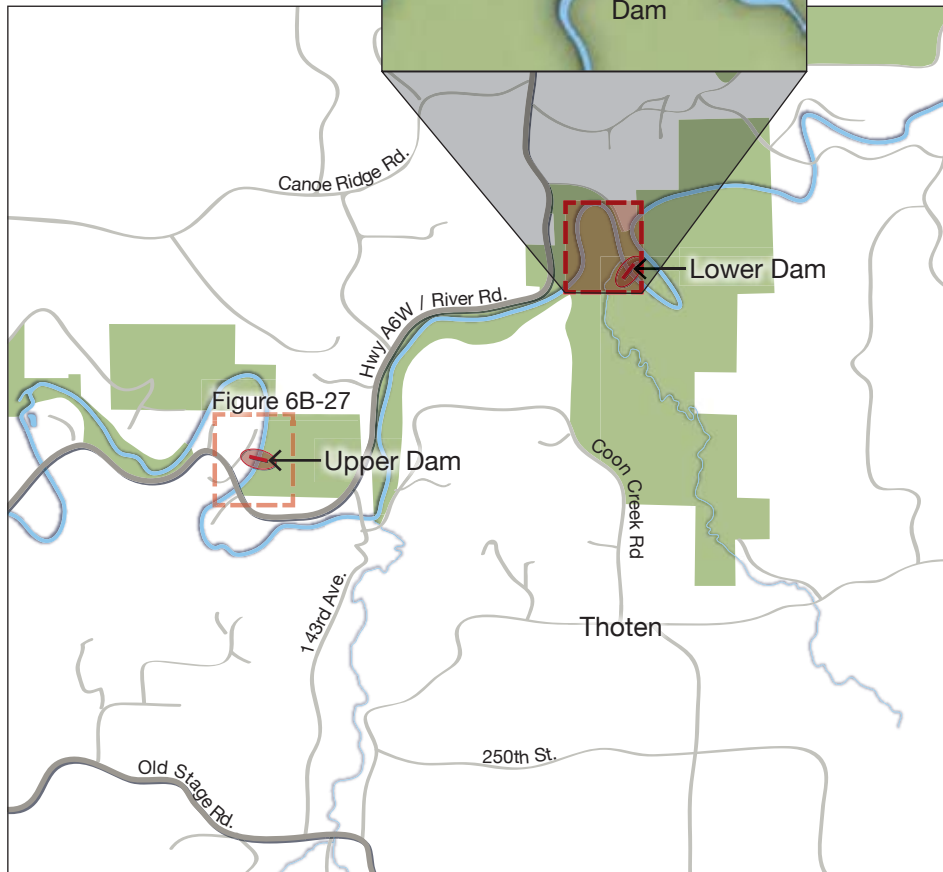 Dam
Canoe Ridge Rd.
Lower Dam
Hwy A6W / River Rd.
Figure 6B-27
Upper Dam
Coon Creek Rd
143rd Ave.
Thoten
250th St.
Old Stage Rd.